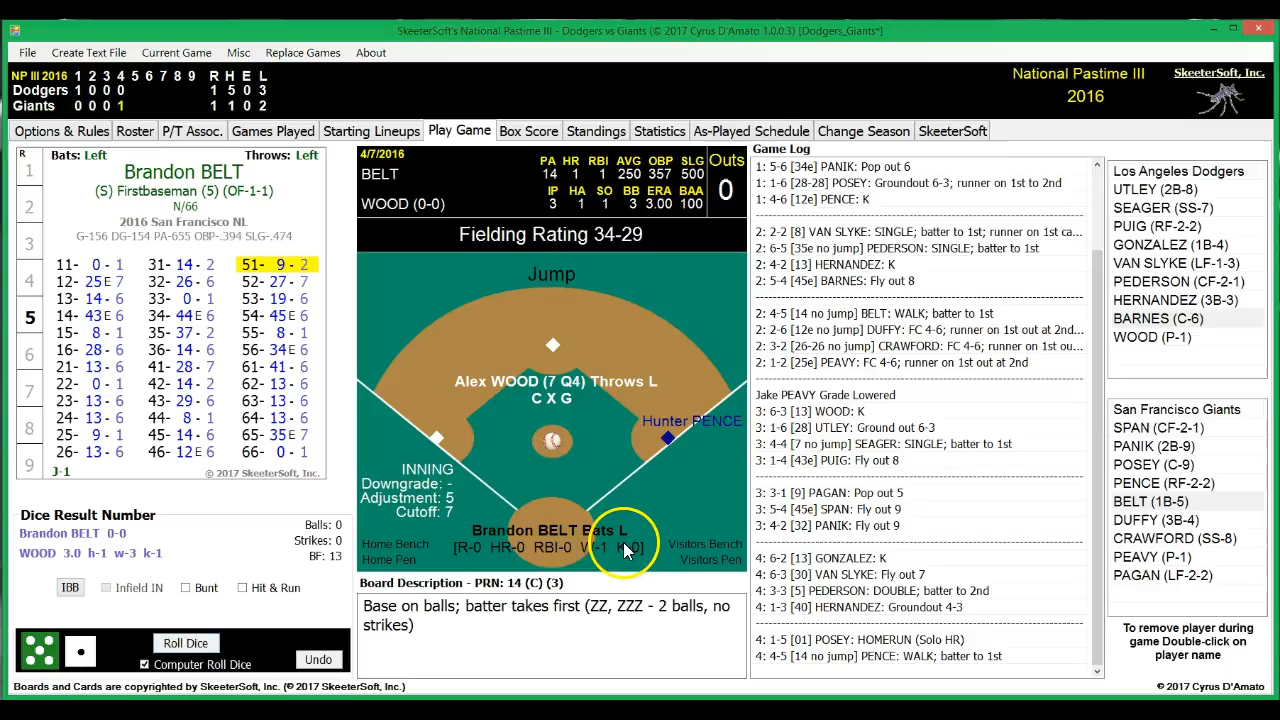 SkeeterSoft's National Pastime III - Dodgers vs Giants (© 2017 Cyrus D'Amato 1.0.0.3) [Dodgers_Giants*]
File Create Text File Current Game Misc Replace Games About
NP III 2016 1 2 3 4 5 6 7 8 9 R H E L
Dodgers 1 0 0 0 1 5 0 3
Giants 0 0 0 1 1 1 0 2
National Pastime III
2016
SkeeterSoft, Inc.
Options & Rules Roster P/T Assoc. Games Played Starting Lineups Play Game Box Score Standings Statistics As-Played Schedule Change Season SkeeterSoft
R
1
2
3
4
5
6
7
8
9
Bats: Left Throws: Left
Brandon BELT
(S) Firstbaseman (5) (OF-1-1)
N/66
2016 San Francisco NL
G-156 DG-154 PA-655 OBP-.394 SLG-.474
11- 0 - 1 31- 14 - 2 51- 9 - 2
12- 25 E 7 32- 26 - 6 52- 27 - 7
13- 14 - 6 33- 0 - 1 53- 19 - 6
14- 43 E 6 34- 44 E 6 54- 45 E 6
15- 8 - 1 35- 37 - 2 55- 8 - 1
16- 28 - 6 36- 14 - 6 56- 34 E 6
21- 14 - 6 41- 28 - 7 61- 41 - 6
22- 0 - 1 42- 14 - 2 62- 13 - 6
23- 13 - 6 43- 29 - 6 63- 13 - 6
24- 13 - 6 44- 8 - 1 64- 13 - 6
25- 9 - 1 45- 14 - 6 65- 35 E 7
26- 13 - 6 46- 12 E 6 66- 0 - 1
J-1 © 2017 SkeeterSoft, Inc.
Dice Result Number
Brandon BELT 0-0
WOOD 3.0 h-1 w-3 k-1
Balls: 0
Strikes: 0
BF: 13
IBB Infield IN Bunt Hit & Run
Roll Dice
Computer Roll Dice
Undo
Boards and Cards are copyrighted by SkeeterSoft, Inc. (© 2017 SkeeterSoft, Inc.)
4/7/2016 PA HR RBI AVG OBP SLG
BELT 14 1 1 250 357 500
IP HA SO BB ERA BAA
WOOD (0-0) 3 1 1 3 3.00 100
Outs
0
Fielding Rating 34-29
Jump
Alex WOOD (7 Q4) Throws L
C X G
Hunter PENCE
INNING
Downgrade: -
Adjustment: 5
Cutoff: 7
Brandon BELT Bats L
[R-0 HR-0 RBI-0 W-1 K-0]
Home Bench
Home Pen
Visitors Bench
Visitors Pen
Board Description - PRN: 14 (C) (3)
Base on balls; batter takes first (ZZ, ZZZ - 2 balls, no
strikes)
Game Log
1: 5-6 [34e] PANIK: Pop out 6
1: 1-6 [28-28] POSEY: Groundout 6-3; runner on 1st to 2nd
1: 4-6 [12e] PENCE: K
2: 2-2 [8] VAN SLYKE: SINGLE; batter to 1st; runner on 1st ca...
2: 6-5 [35e no jump] PEDERSON: SINGLE; batter to 1st
2: 4-2 [13] HERNANDEZ: K
2: 5-4 [45e] BARNES: Fly out 8
2: 4-5 [14 no jump] BELT: WALK; batter to 1st
2: 2-6 [12e no jump] DUFFY: FC 4-6; runner on 1st out at 2nd...
2: 3-2 [26-26 no jump] CRAWFORD: FC 4-6; runner on 1st ou...
2: 1-2 [25e] PEAVY: FC 4-6; runner on 1st out at 2nd
Jake PEAVY Grade Lowered
3: 6-3 [13] WOOD: K
3: 1-6 [28] UTLEY: Ground out 6-3
3: 4-4 [7 no jump] SEAGER: SINGLE; batter to 1st
3: 1-4 [43e] PUIG: Fly out 8
3: 3-1 [9] PAGAN: Pop out 5
3: 5-4 [45e] SPAN: Fly out 9
3: 4-2 [32] PANIK: Fly out 9
4: 6-2 [13] GONZALEZ: K
4: 6-3 [30] VAN SLYKE: Fly out 7
4: 3-3 [5] PEDERSON: DOUBLE; batter to 2nd
4: 1-3 [40] HERNANDEZ: Groundout 4-3
4: 1-5 [01] POSEY: HOMERUN (Solo HR)
4: 4-5 [14 no jump] PENCE: WALK; batter to 1st
Los Angeles Dodgers
UTLEY (2B-8)
SEAGER (SS-7)
PUIG (RF-2-2)
GONZALEZ (1B-4)
VAN SLYKE (LF-1-3)
PEDERSON (CF-2-1)
HERNANDEZ (3B-3)
BARNES (C-6)
WOOD (P-1)
San Francisco Giants
SPAN (CF-2-1)
PANIK (2B-9)
POSEY (C-9)
PENCE (RF-2-2)
BELT (1B-5)
DUFFY (3B-4)
CRAWFORD (SS-8)
PEAVY (P-1)
PAGAN (LF-2-2)
To remove player during
game Double-click on
player name
© 2017 Cyrus D'Amato